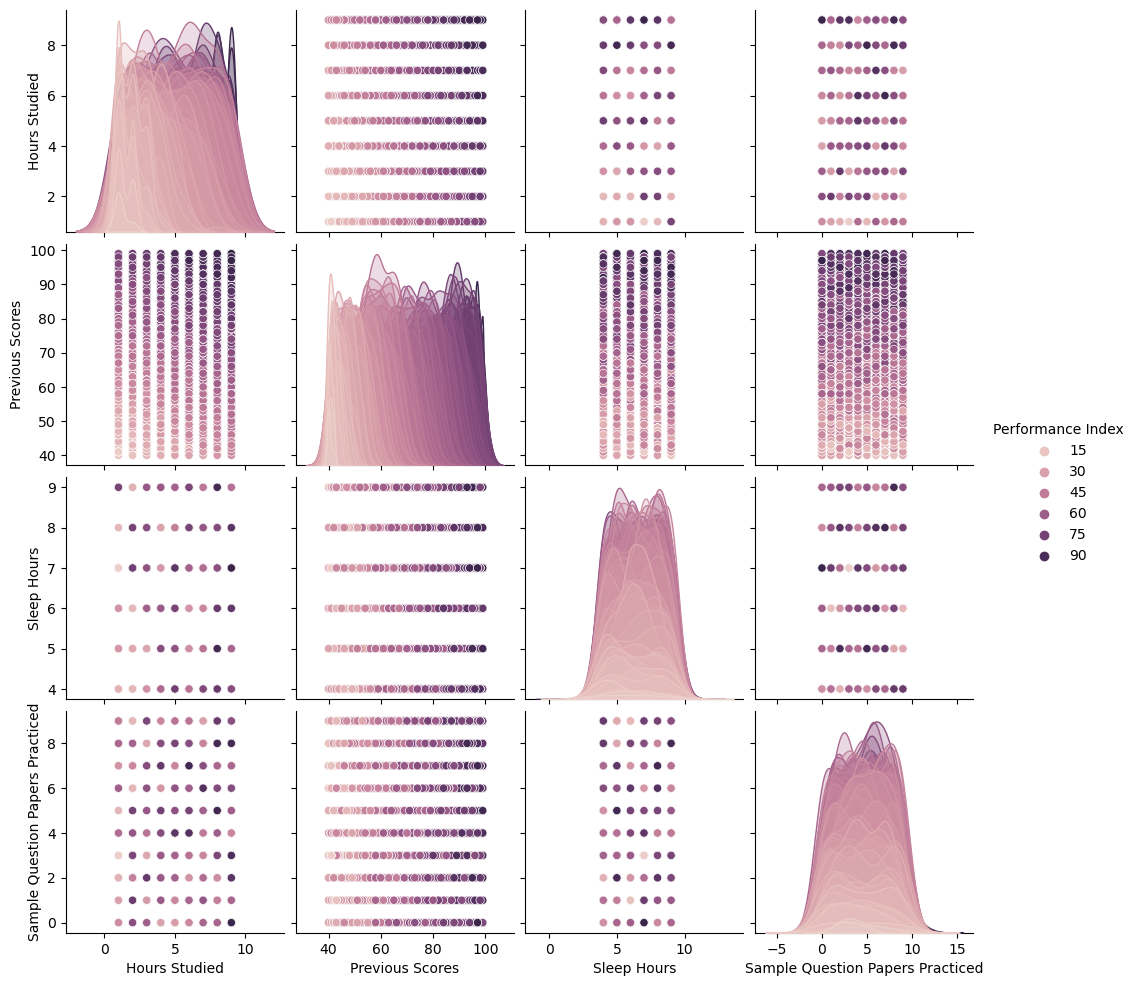 Hours Studied
8
6
4
2
Previous Scores
100
90
80
70
60
50
40
Performance Index
15
30
45
60
75
90
Sleep Hours
9
8
7
6
5
4
Sample Question Papers Practiced
8
6
4
2
0
0 5
40 60 80 100
0 5 10
−5 0 5 10 15
Hours Studied
Previous Scores
Sleep Hours
Sample Question Papers Practiced